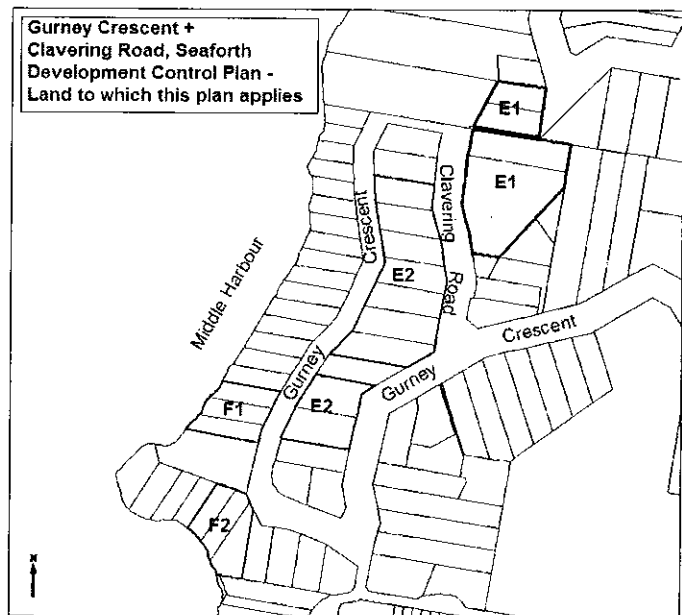 Gurney Crescent +
Clavering Road, Seaforth
Development Control Plan -
Land to which this plan applies
E1
E1
Clavering
Road
Crescent
E2
Middle Harbour
Crescent
Gurney
Gurney
F1
E2
F2